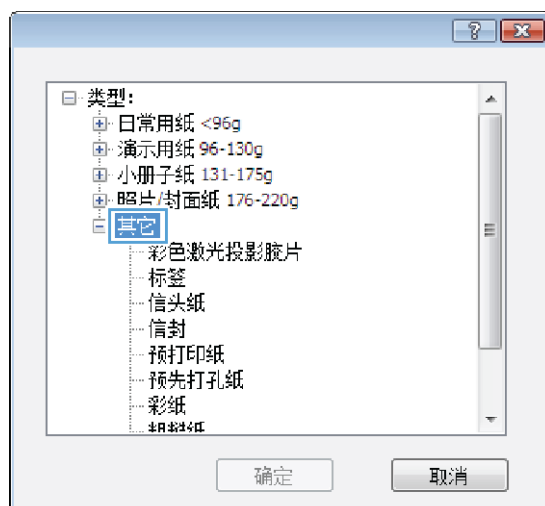 类型:
日常用纸 <96g
演示用纸 96-130g
小册子纸 131-175g
照片/封面纸 176-220g
其它
彩色激光投影胶片
标签
信头纸
信封
预打印纸
预先打孔纸
彩纸
粗糙纸
确定 取消